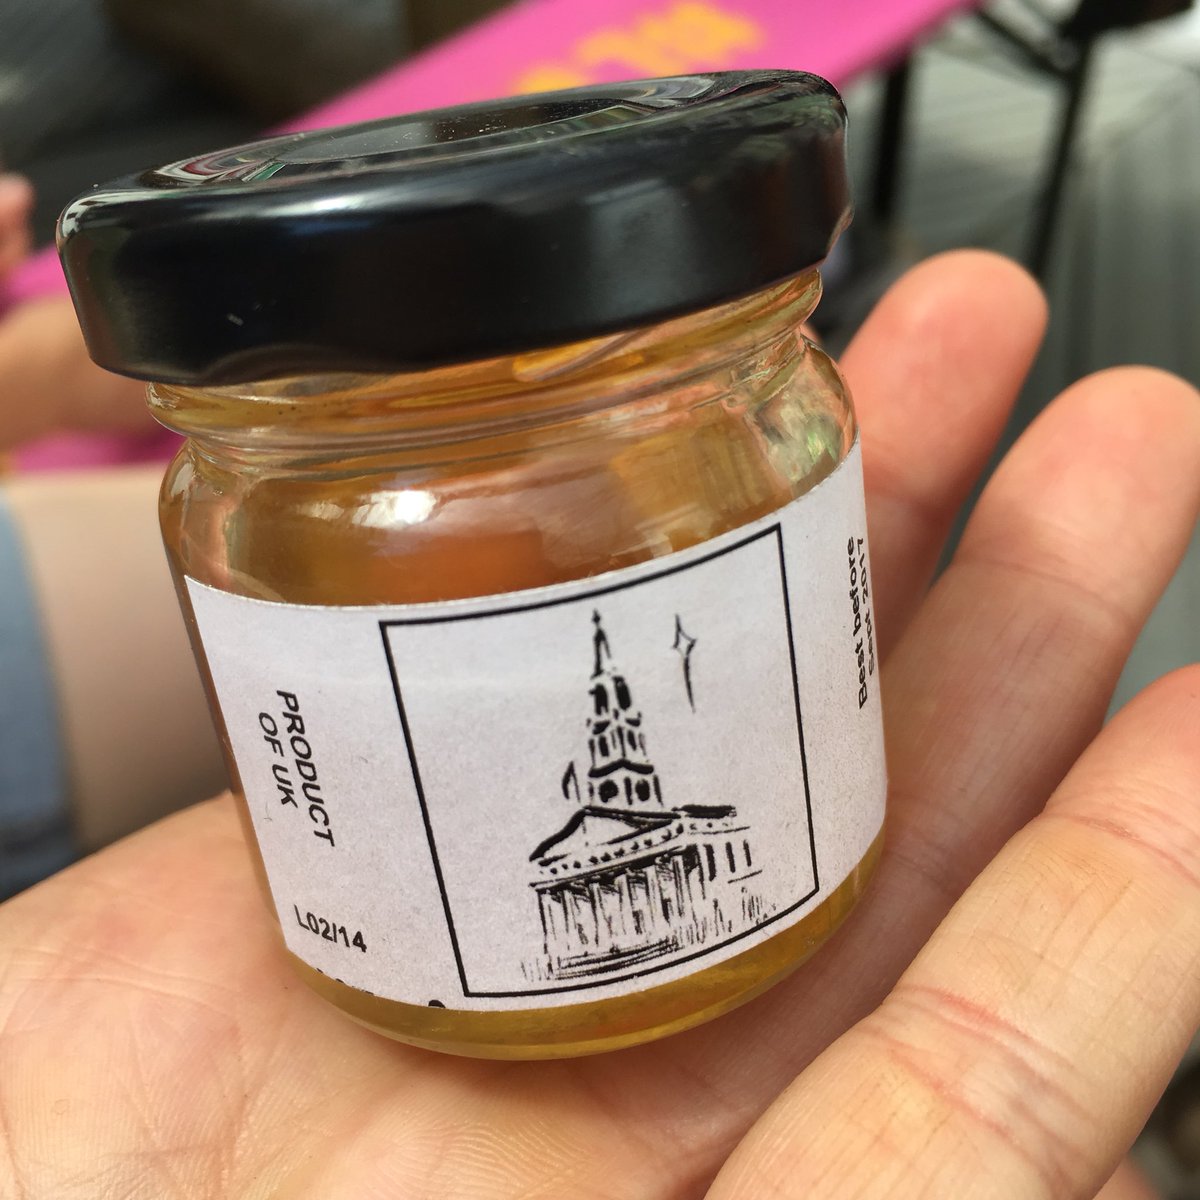 PRODUCT
OF UK
L02/14
Best before
Sept 2017